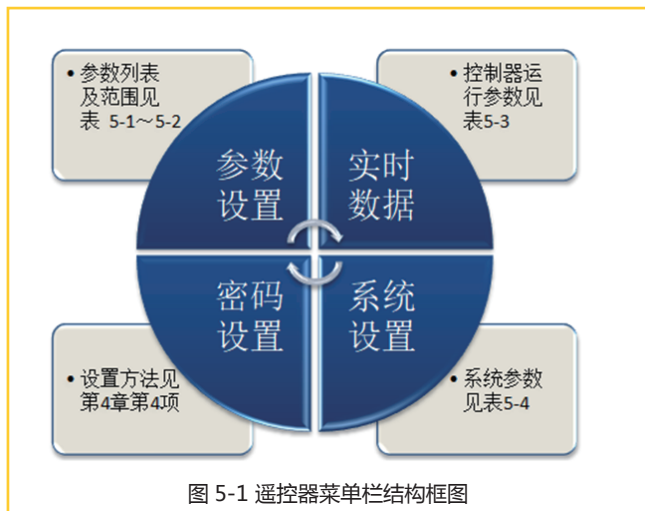 • 参数列表
及范围见
表 5-1～5-2
• 控制器运
行参数见
表5-3
参数
设置
实时
数据
密码
设置
系统
设置
• 设置方法见
第4章第4项
• 系统参数
见表5-4
图 5-1 遥控器菜单栏结构框图